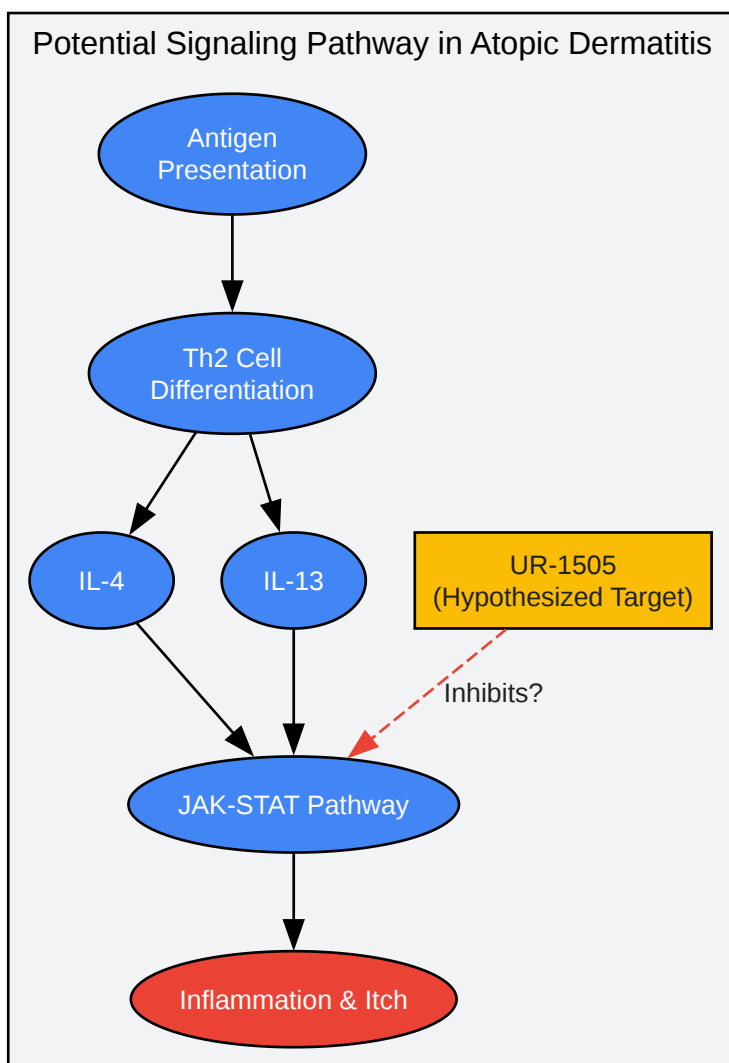 Potential Signaling Pathway in Atopic Dermatitis
Antigen
Presentation
Th2 Cell
Differentiation
IL-4
IL-13
UR-1505
(Hypothesized Target)
Inhibits?
JAK-STAT Pathway
Inflammation & Itch